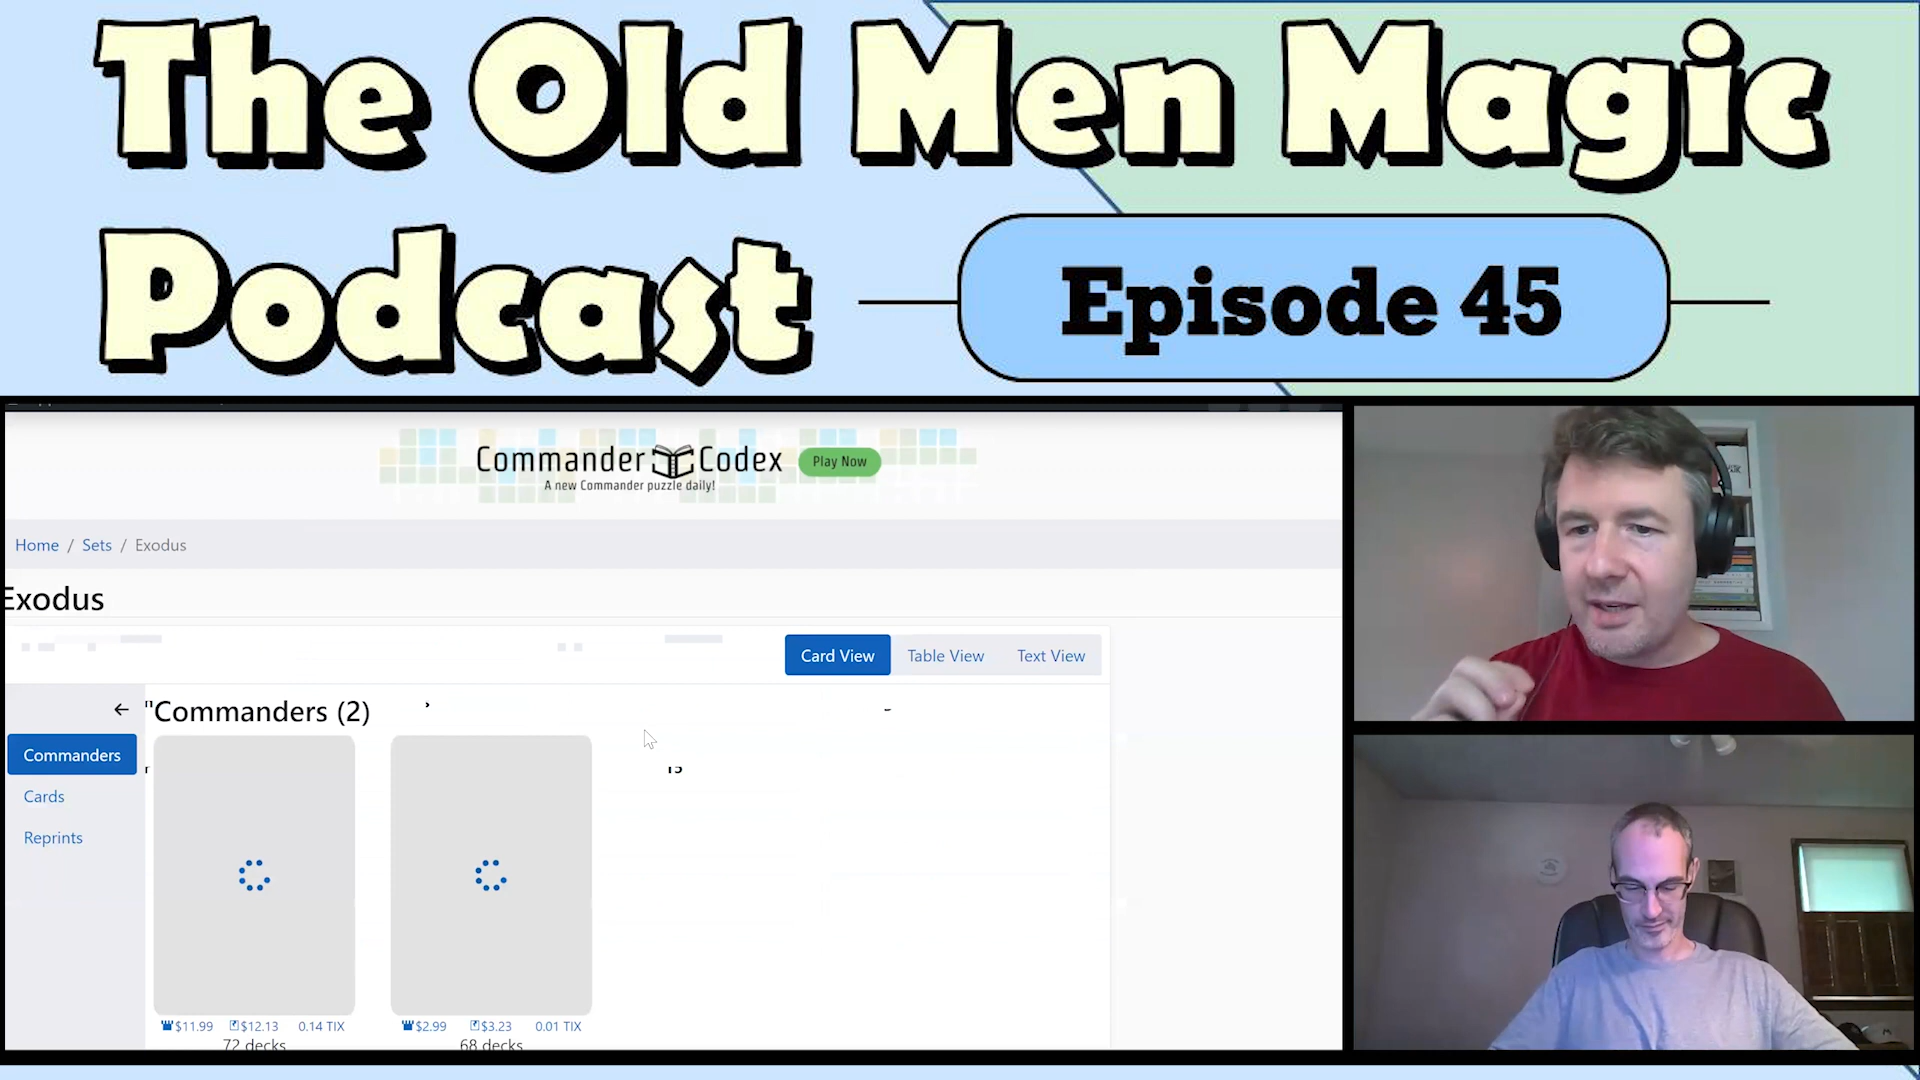 The Old Men Magic
Podcast
Episode 45
Commander Codex
Play Now
A new Commander puzzle daily!
Home / Sets / Exodus
Exodus
Card View
Table View
Text View
"Commanders (2)
Commanders
Cards
Reprints
$11.99 $12.13 0.14 TIX
$2.99 $3.23 0.01 TIX
72 decks
68 decks